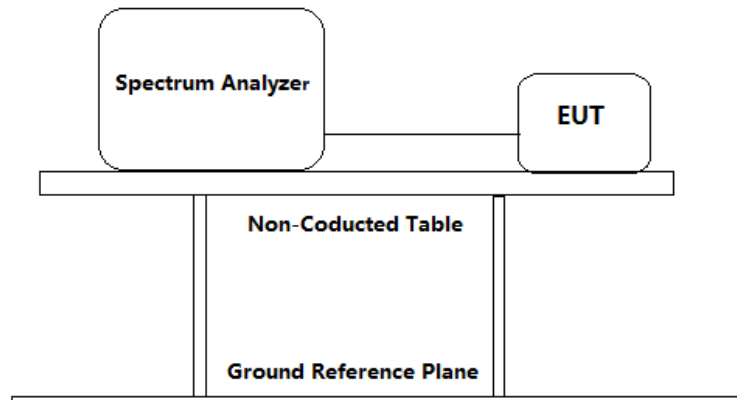 Spectrum Analyzer
EUT
Non-Coducted Table
Ground Reference Plane